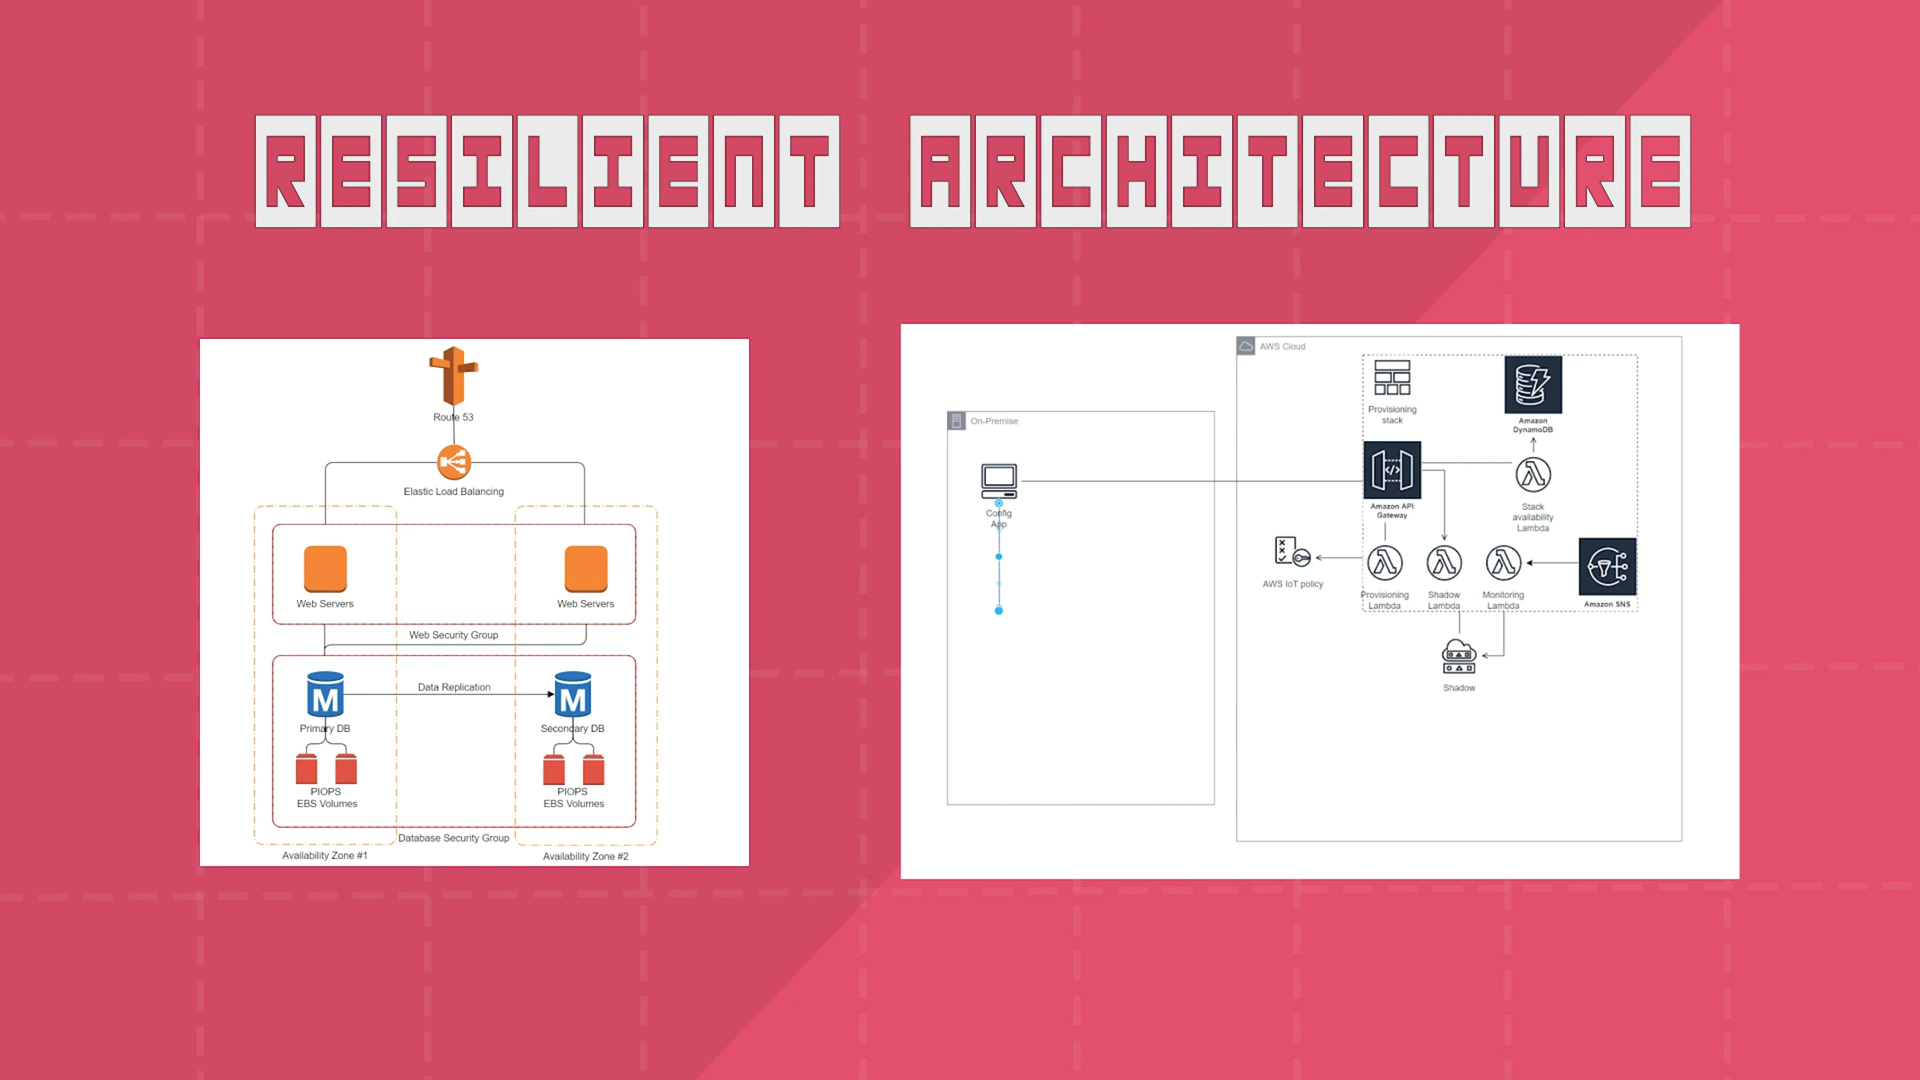 RESILIENT ARCHITECTURE
Route 53
Elastic Load Balancing
Web Servers
Web Servers
Web Security Group
M
Data Replication
M
Primary DB
Secondary DB
PIOPS
EBS Volumes
PIOPS
EBS Volumes
Database Security Group
Availability Zone #1
Availability Zone #2
AWS Cloud
On-Premise
Config
App
Provisioning
stack
Amazon
DynamoDB
Amazon API
Gateway
Stack
availability
Lambda
AWS IoT policy
Provisioning
Lambda
Shadow
Lambda
Monitoring
Lambda
Amazon SNS
Shadow